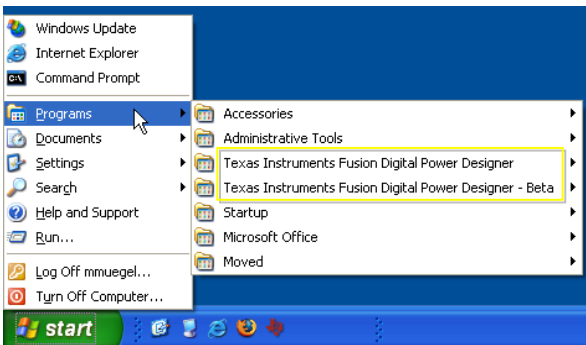 Windows Update
Internet Explorer
Command Prompt
Programs
Documents
Settings
Search
Help and Support
Run...
Log Off mmuegel...
Turn Off Computer...
Accessories
Administrative Tools
Texas Instruments Fusion Digital Power Designer
Texas Instruments Fusion Digital Power Designer - Beta
Startup
Microsoft Office
Moved
start